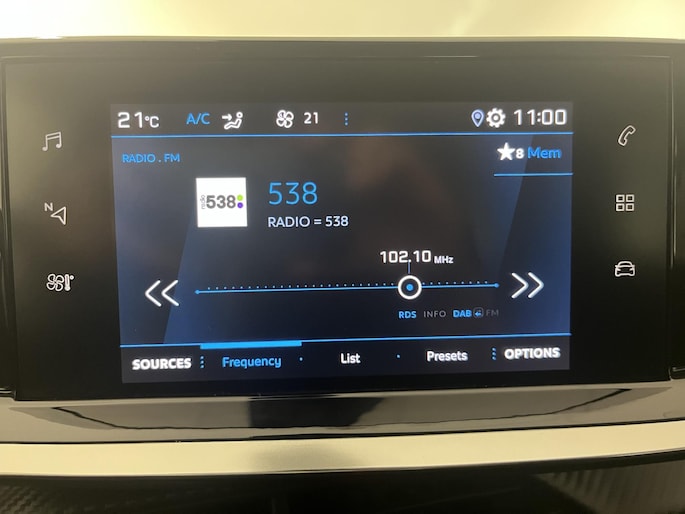 21°C A/C 21 11:00
RADIO . FM 8 Mem
N
radio 538: 538
RADIO = 538
102.10 MHz
RDS INFO DAB FM
SOURCES Frequency List Presets OPTIONS